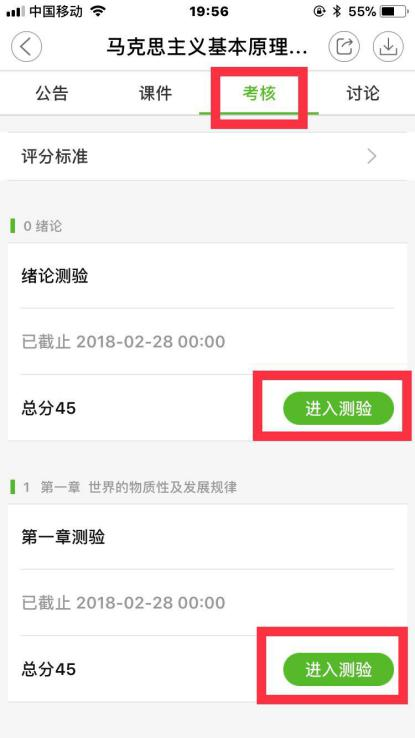 中国移动 19:56 55%
马克思主义基本原理...
公告 课件 考核 讨论
评分标准
0 绪论
绪论测验
已截止 2018-02-28 00:00
总分45 进入测验
1 第一章 世界的物质性及发展规律
第一章测验
已截止 2018-02-28 00:00
总分45 进入测验